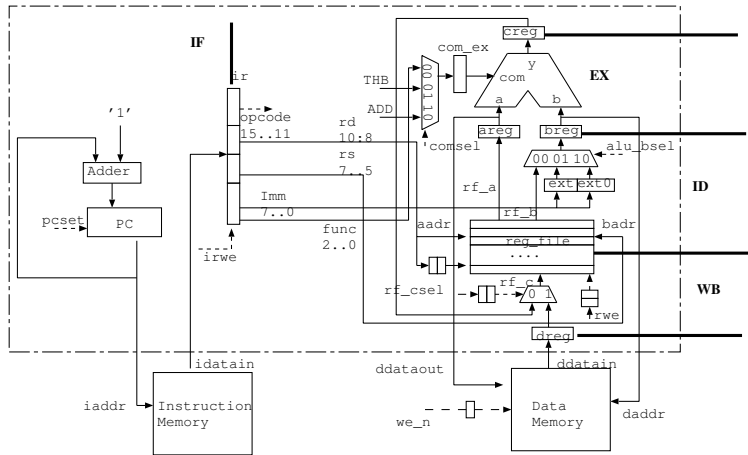 creg
IF
com_ex
y
EX
ir
THB
00 01 10
com
'1'
opcode
15..11
ADD
a
b
rd
10:8
areg
breg
comsel
alu_bsel
rs
7..5
00 01 10
Adder
rf_a
ext
ext0
ID
Imm
7..0
rf_b
pcset
PC
func
2..0
aadr
badr
reg_file
....
irwe
rf_c
WB
rf_csel
0 1
rwe
dreg
idatain
ddataout
ddatain
iaddr
Instruction
Memory
Data
Memory
daddr
we_n